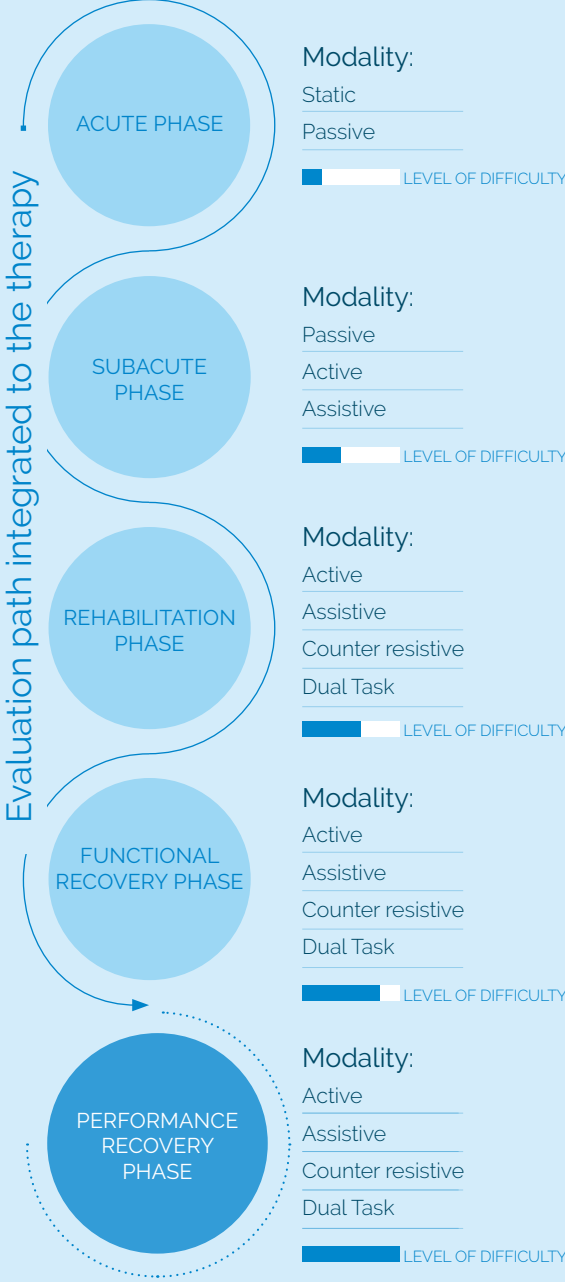 Evaluation path integrated to the therapy
ACUTE PHASE
Modality:
Static
Passive
LEVEL OF DIFFICULTY
SUBACUTE
PHASE
Modality:
Passive
Active
Assistive
LEVEL OF DIFFICULTY
REHABILITATION
PHASE
Modality:
Active
Assistive
Counter resistive
Dual Task
LEVEL OF DIFFICULTY
FUNCTIONAL
RECOVERY PHASE
Modality:
Active
Assistive
Counter resistive
Dual Task
LEVEL OF DIFFICULTY
PERFORMANCE
RECOVERY
PHASE
Modality:
Active
Assistive
Counter resistive
Dual Task
LEVEL OF DIFFICULTY